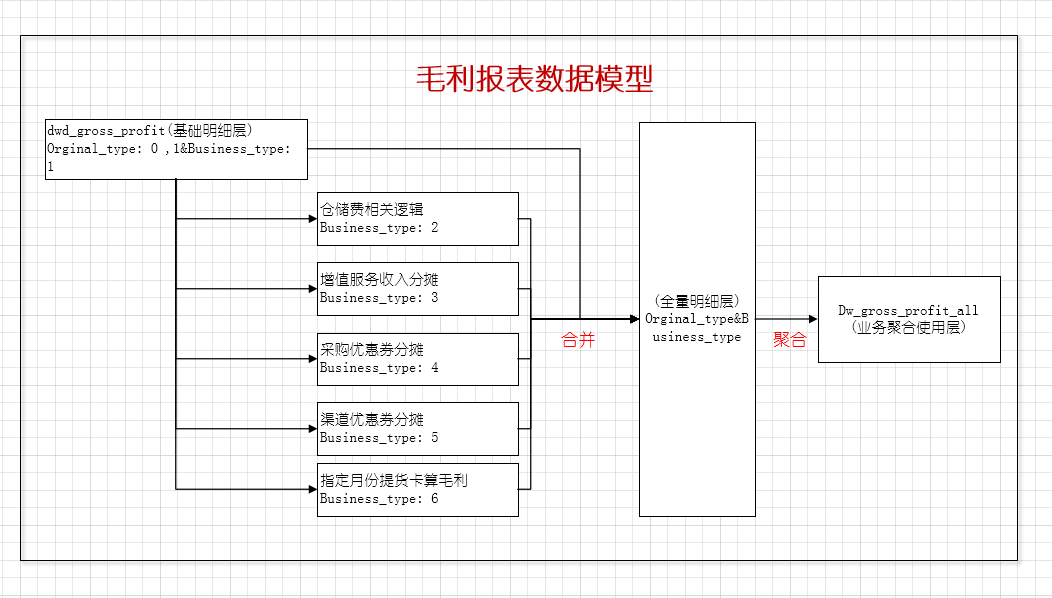 毛利报表数据模型
dwd_gross_profit(基础明细层)
Orginal_type: 0 ,1&Business_type:
1
仓储费相关逻辑
Business_type: 2
增值服务收入分摊
Business_type: 3
采购优惠券分摊
Business_type: 4
渠道优惠券分摊
Business_type: 5
指定月份提货卡算毛利
Business_type: 6
合并
(全量明细层)
Orginal_type&B
usiness_type
聚合
Dw_gross_profit_all
(业务聚合使用层)